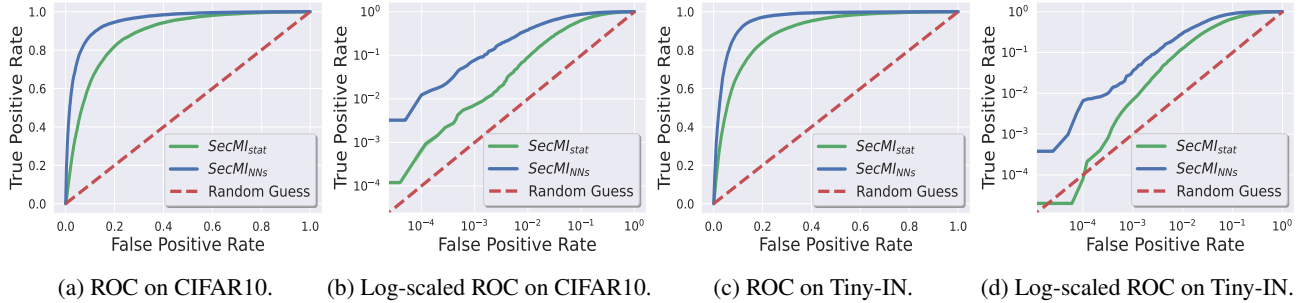 True Positive Rate
1.0
0.8
0.6
0.4
0.2
0.0
SecMI_stat
SecMI_NNs
Random Guess
0.0 0.2 0.4 0.6 0.8 1.0
False Positive Rate
(a) ROC on CIFAR10.
True Positive Rate
10^0
10^−1
10^−2
10^−3
10^−4
SecMI_stat
SecMI_NNs
Random Guess
10^−4 10^−3 10^−2 10^−1 10^0
False Positive Rate
(b) Log-scaled ROC on CIFAR10.
True Positive Rate
1.0
0.8
0.6
0.4
0.2
0.0
SecMI_stat
SecMI_NNs
Random Guess
0.0 0.2 0.4 0.6 0.8 1.0
False Positive Rate
(c) ROC on Tiny-IN.
True Positive Rate
10^0
10^−1
10^−2
10^−3
10^−4
SecMI_stat
SecMI_NNs
Random Guess
10^−4 10^−3 10^−2 10^−1 10^0
False Positive Rate
(d) Log-scaled ROC on Tiny-IN.